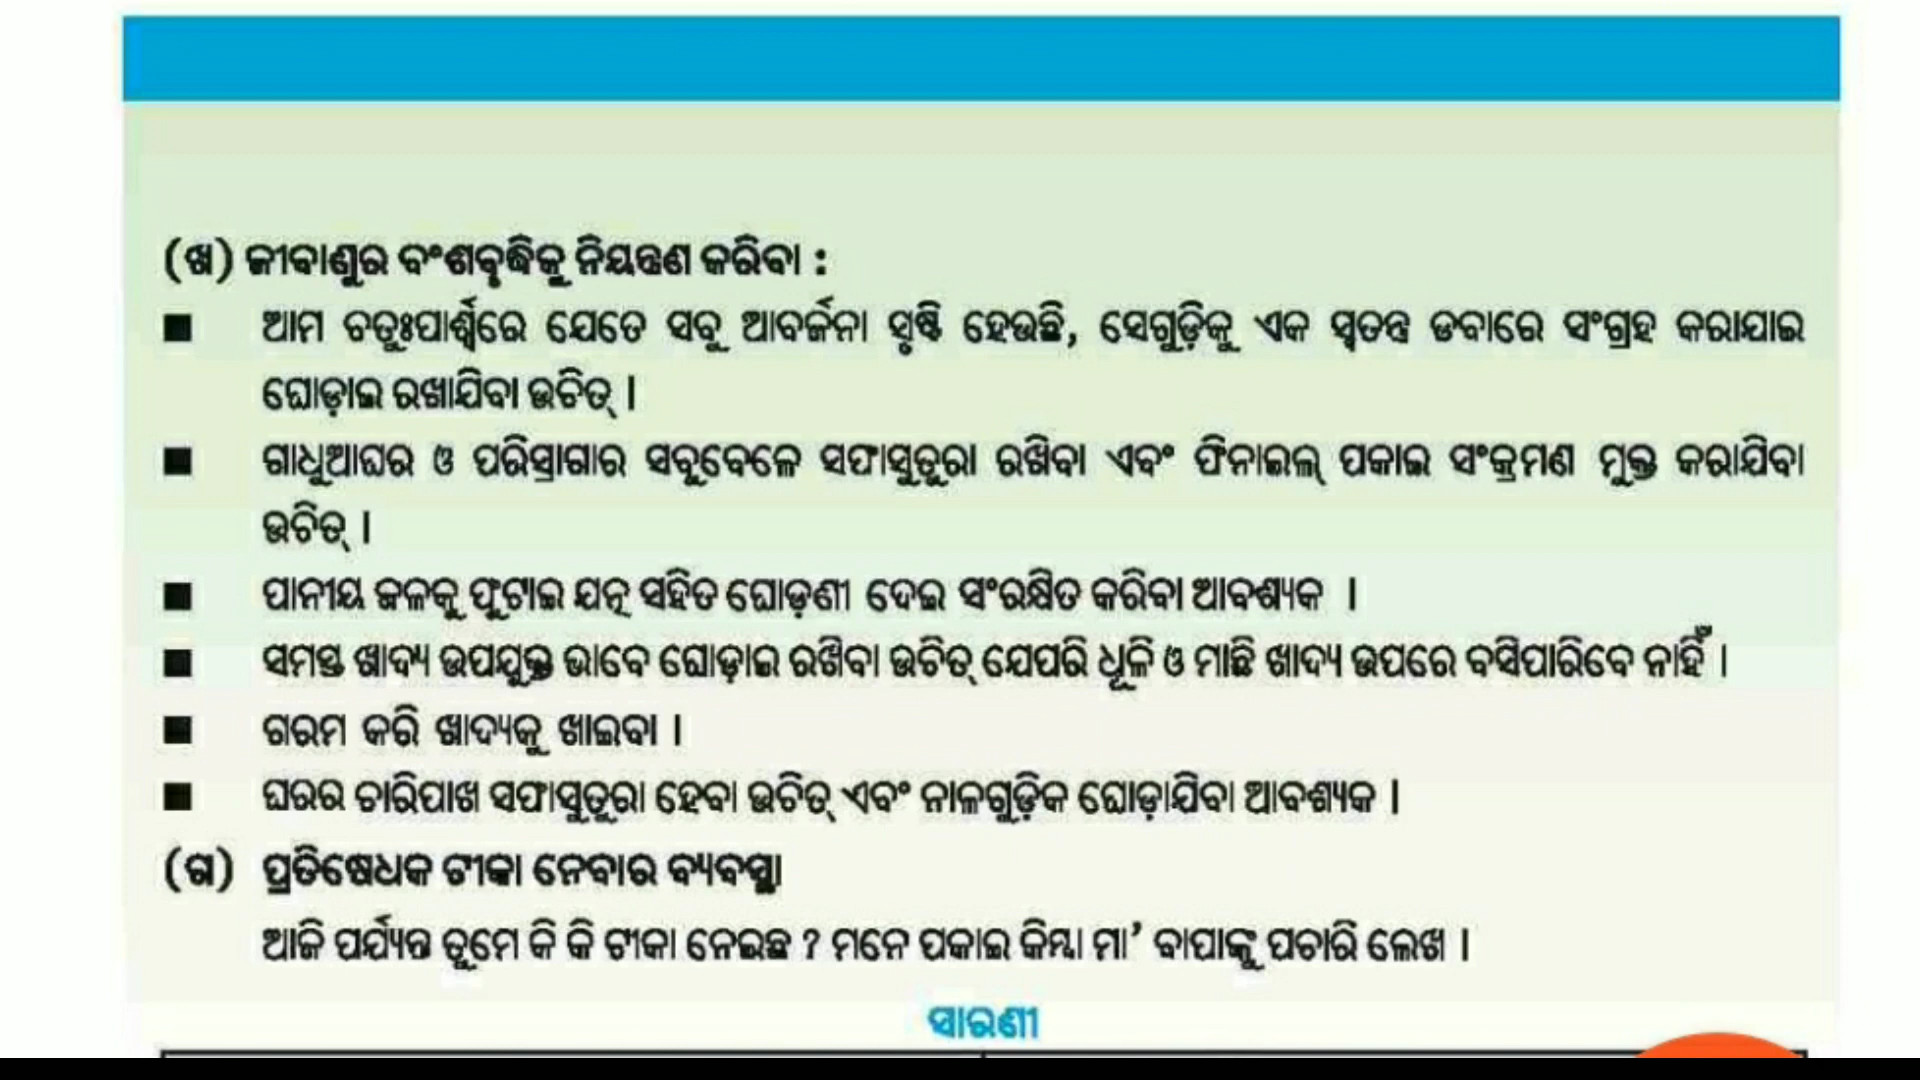 (ଖ) ଜୀବାଣୁର ବଂଶବୃଦ୍ଧିକୁ ନିୟନ୍ତ୍ରଣ କରିବା :
■ ଆମ ଚତୁଃପାର୍ଶ୍ୱରେ ଯେତେ ସବୁ ଆବର୍ଜନା ସୃଷ୍ଟି ହେଉଛି, ସେଗୁଡ଼ିକୁ ଏକ ସ୍ୱତନ୍ତ୍ର ଡବାରେ ସଂଗ୍ରହ କରାଯାଇ
ଘୋଡ଼ାଇ ରଖାଯିବା ଉଚିତ୍ ।
■ ଗାଧୁଆଘର ଓ ପରିସ୍ରାଗାର ସବୁବେଳେ ସଫାସୁତୁରା ରଖିବା ଏବଂ ଫିନାଇଲ୍ ପକାଇ ସଂକ୍ରମଣ ମୁକ୍ତ କରାଯିବା
ଉଚିତ୍ ।
■ ପାନୀୟ ଜଳକୁ ଫୁଟାଇ ଯତ୍ନ ସହିତ ଘୋଡ଼ଣୀ ଦେଇ ସଂରକ୍ଷିତ କରିବା ଆବଶ୍ୟକ ।
■ ସମସ୍ତ ଖାଦ୍ୟ ଉପଯୁକ୍ତ ଭାବେ ଘୋଡ଼ାଇ ରଖିବା ଉଚିତ୍ ଯେପରି ଧୂଳି ଓ ମାଛି ଖାଦ୍ୟ ଉପରେ ବସିପାରିବେ ନାହିଁ ।
■ ଗରମ କରି ଖାଦ୍ୟକୁ ଖାଇବା ।
■ ଘରର ଚାରିପାଖ ସଫାସୁତୁରା ହେବା ଉଚିତ୍ ଏବଂ ନାଳଗୁଡ଼ିକ ଘୋଡ଼ାଯିବା ଆବଶ୍ୟକ ।
(ଗ) ପ୍ରତିଷେଧକ ଟୀକା ନେବାର ବ୍ୟବସ୍ଥା
ଆଜି ପର୍ଯ୍ୟନ୍ତ ତୁମେ କି କି ଟୀକା ନେଇଛ ? ମନେ ପକାଇ କିମ୍ବା ମା’ ବାପାଙ୍କୁ ପଚାରି ଲେଖ ।
ସାରଣୀ